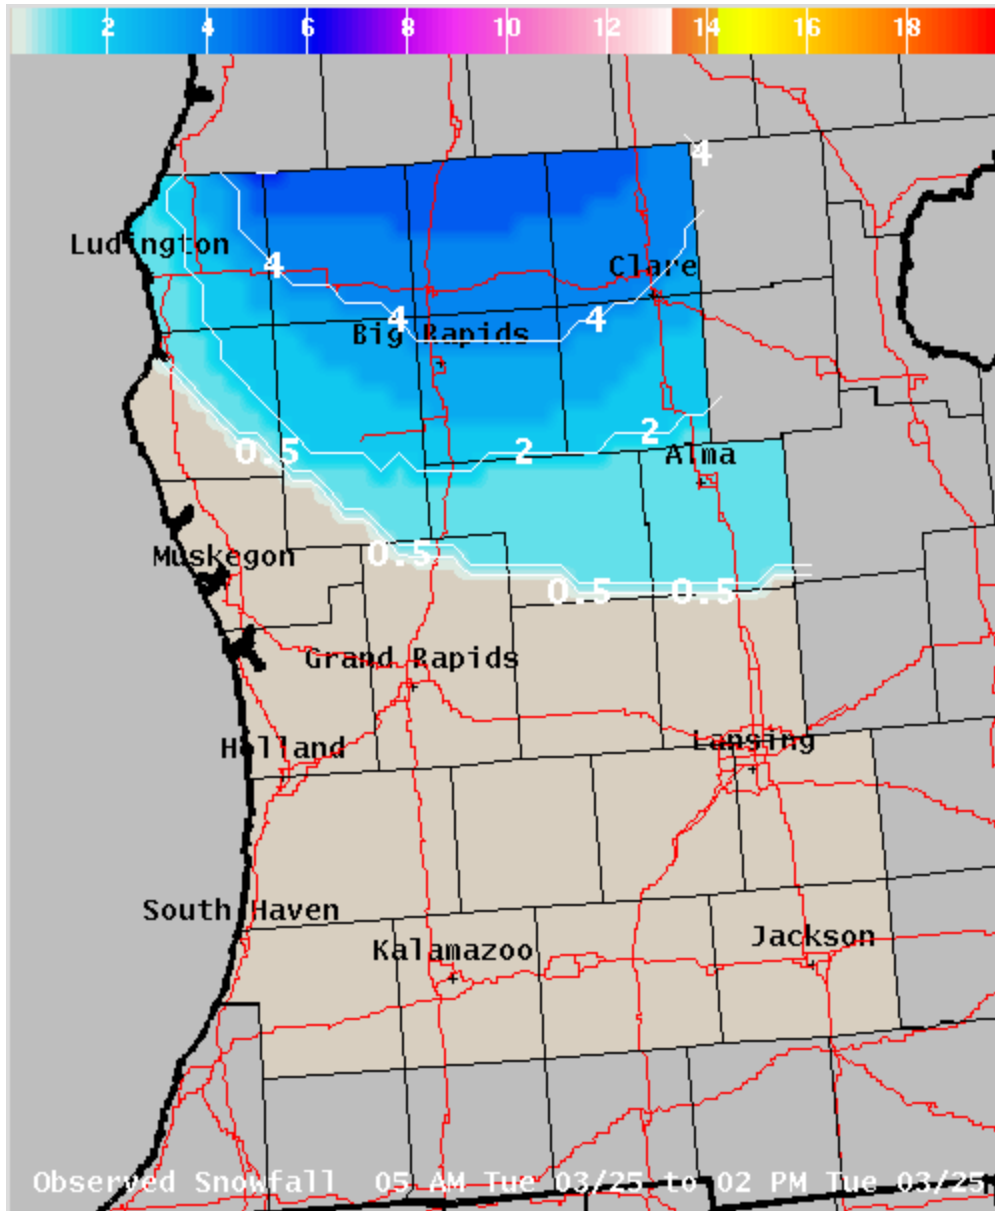 2 4 6 8 10 12 14 16 18
4
Ludington
4
Clare
4
4
Big Rapids
0.5
2
2
Alma
0.5
Muskegon
0.5
0.5
Grand Rapids
Lansing
Holland
South Haven
Kalamazoo
Jackson
Observed Snowfall 05 AM Tue 03/25 to 02 PM Tue 03/25